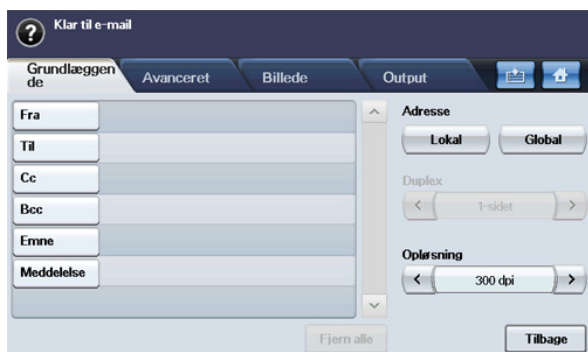 Klar til e-mail
Grundlæggen
de
Avanceret
Billede
Output
Fra
Til
Cc
Bcc
Emne
Meddelelse
Adresse
Lokal
Global
Duplex
1-sidet
Opløsning
300 dpi
Fjern alle
Tilbage